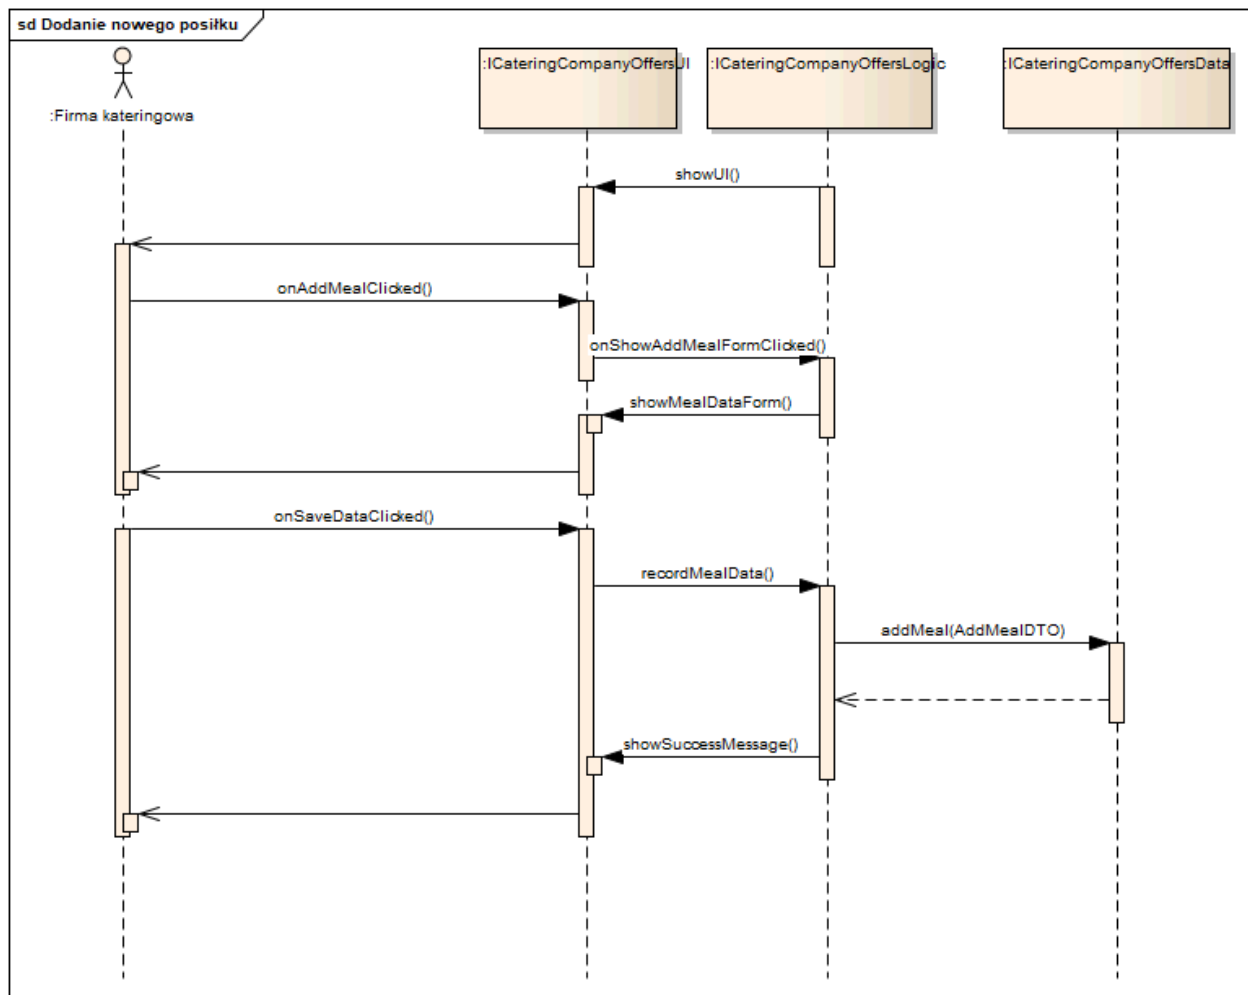 sd Dodanie nowego posiłku
:Firma kateringowa
:ICateringCompanyOffersUI
:ICateringCompanyOffersLogic
:ICateringCompanyOffersData
showUI()
onAddMealClicked()
onShowAddMealFormClicked()
showMealDataForm()
onSaveDataClicked()
recordMealData()
addMeal(AddMealDTO)
showSuccessMessage()